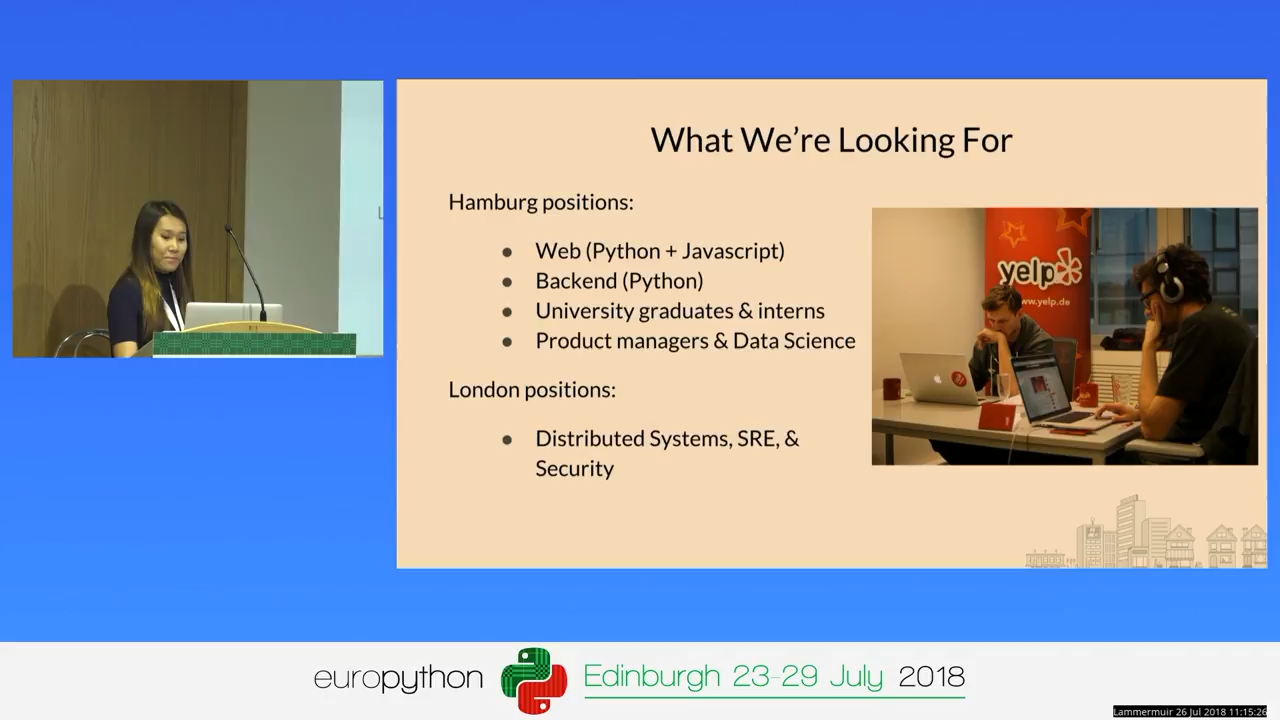 What We're Looking For
Hamburg positions:
● Web (Python + Javascript)
● Backend (Python)
● University graduates & interns
● Product managers & Data Science
London positions:
● Distributed Systems, SRE, &
Security
yelp
www.yelp.de
europython
Edinburgh 23-29 July 2018
Lammermuir 26 Jul 2018 11:15:26